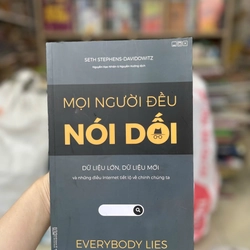 SETH STEPHENS DAVIDOWITZ
MỌI NGƯỜI ĐỀU
NÓI DỐI
DỮ LIỆU LỚN, DỮ LIỆU MỚI
và những điều Internet tiết lộ về chính chúng ta
EVERYBODY LIES